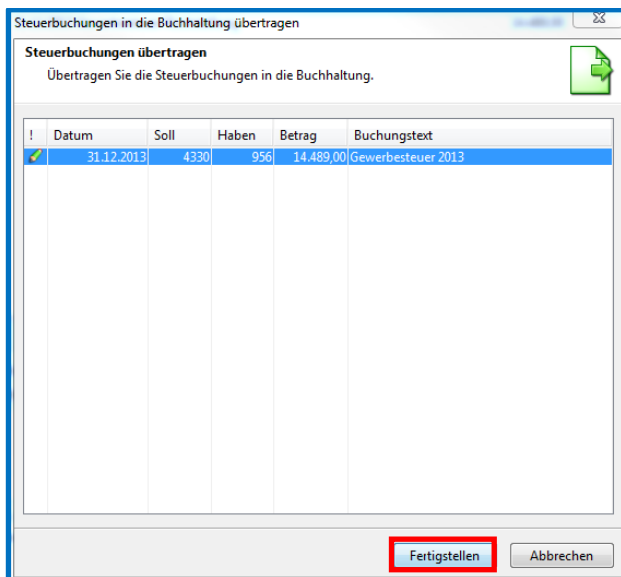 Steuerbuchungen in die Buchhaltung übertragen
Steuerbuchungen übertragen
Übertragen Sie die Steuerbuchungen in die Buchhaltung.
! Datum Soll Haben Betrag Buchungstext
31.12.2013 4330 956 14.489,00 Gewerbesteuer 2013
Fertigstellen Abbrechen